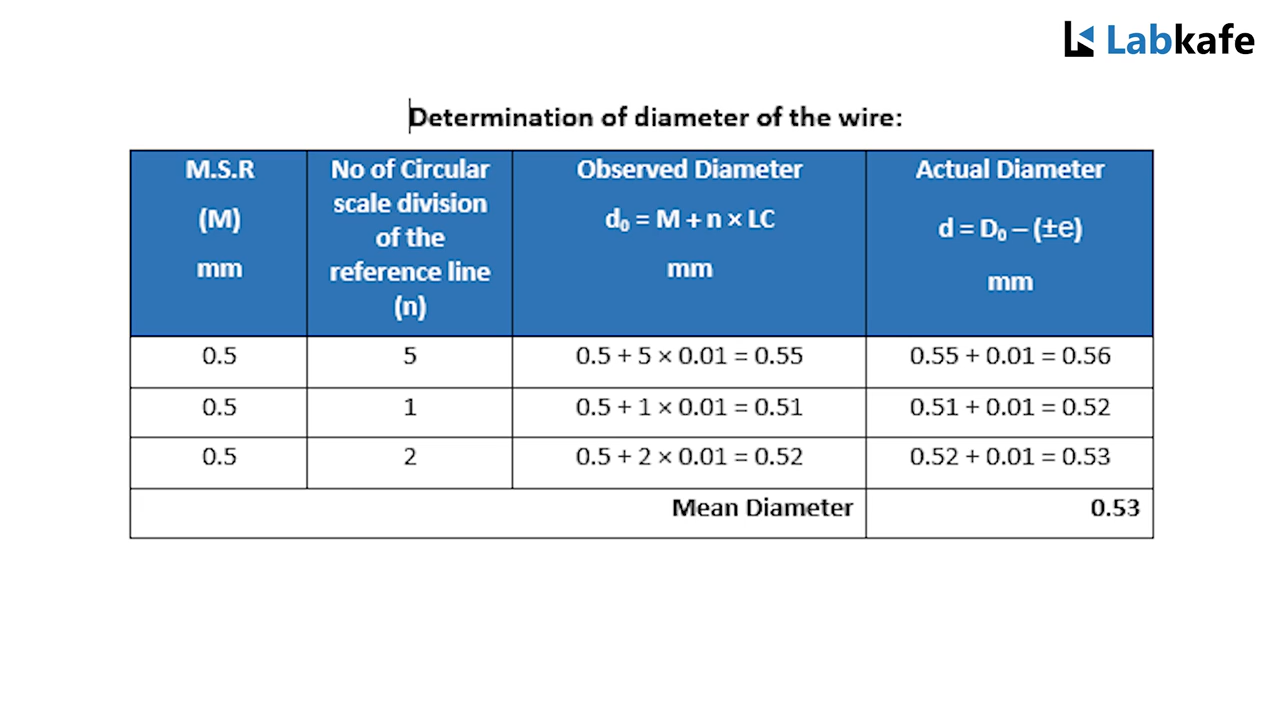 Labkafe
Determination of diameter of the wire:
M.S.R
(M)
mm
No of Circular
scale division
of the
reference line
(n)
Observed Diameter
d₀ = M + n × LC
mm
Actual Diameter
d = D₀ – (±e)
mm
0.5
5
0.5 + 5 × 0.01 = 0.55
0.55 + 0.01 = 0.56
0.5
1
0.5 + 1 × 0.01 = 0.51
0.51 + 0.01 = 0.52
0.5
2
0.5 + 2 × 0.01 = 0.52
0.52 + 0.01 = 0.53
Mean Diameter
0.53